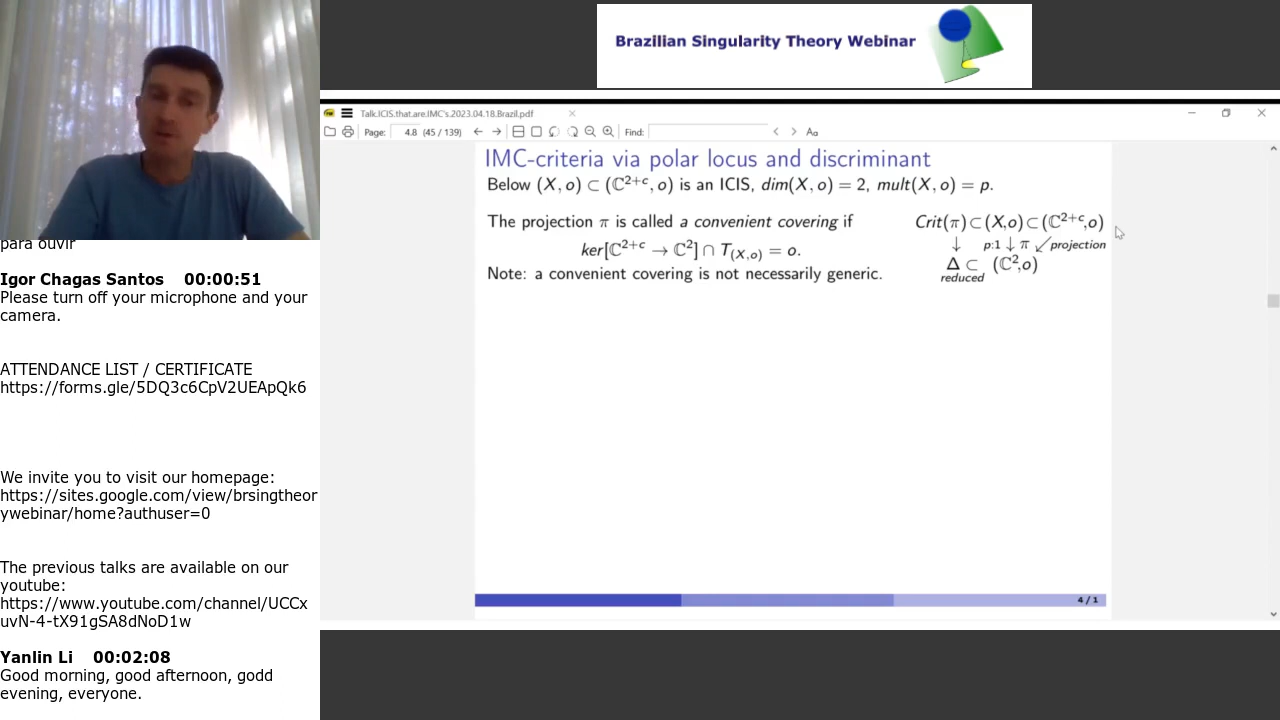 Brazilian Singularity Theory Webinar
para ouvir
Igor Chagas Santos 00:00:51
Please turn off your microphone and your
camera.
ATTENDANCE LIST / CERTIFICATE
https://forms.gle/5DQ3c6CpV2UEApQk6
We invite you to visit our homepage:
https://sites.google.com/view/brsingtheor
ywebinar/home?authuser=0
The previous talks are available on our
youtube:
https://www.youtube.com/channel/UCCx
uvN-4-tX91gSA8dNoD1w
Yanlin Li 00:02:08
Good morning, good afternoon, godd
evening, everyone.
Talk.ICIS.that.are.IMC's.2023.04.18.Brazil.pdf
Page: 4.8 (45 / 139) Find: Aa
IMC-criteria via polar locus and discriminant
Below (X, o) ⊂ (ℂ²⁺ᶜ, o) is an ICIS, dim(X, o) = 2, mult(X, o) = p.
The projection π is called a convenient covering if
ker[ℂ²⁺ᶜ → ℂ²] ∩ T₍X,o₎ = o.
Note: a convenient covering is not necessarily generic.
Crit(π) ⊂ (X,o) ⊂ (ℂ²⁺ᶜ,o)
↓ p:1 ↓ π ↙ projection
Δ ⊂ (ℂ²,o)
reduced
4 / 1